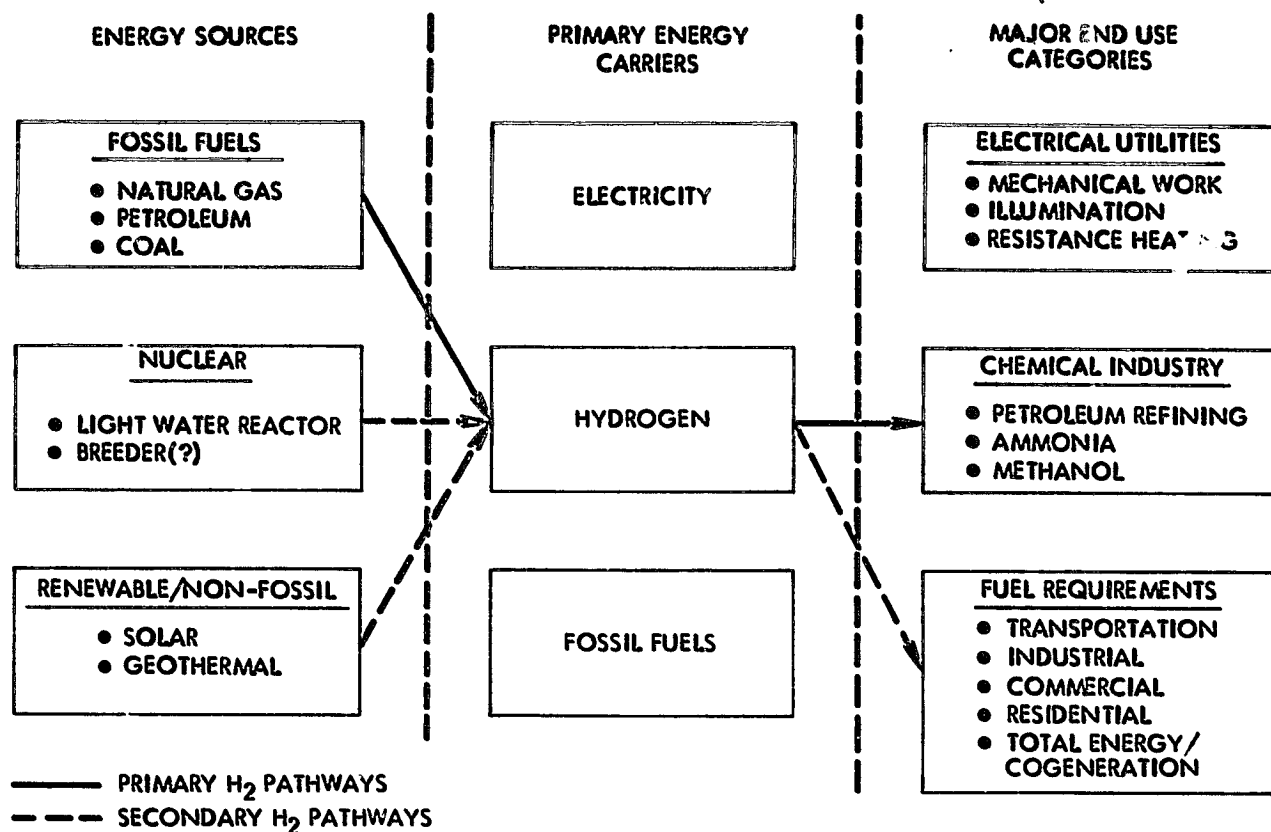 ENERGY SOURCES
PRIMARY ENERGY
CARRIERS
MAJOR END USE
CATEGORIES
FOSSIL FUELS
● NATURAL GAS
● PETROLEUM
● COAL
ELECTRICITY
ELECTRICAL UTILITIES
● MECHANICAL WORK
● ILLUMINATION
● RESISTANCE HEATING
NUCLEAR
● LIGHT WATER REACTOR
● BREEDER(?)
HYDROGEN
CHEMICAL INDUSTRY
● PETROLEUM REFINING
● AMMONIA
● METHANOL
RENEWABLE/NON-FOSSIL
● SOLAR
● GEOTHERMAL
FOSSIL FUELS
FUEL REQUIREMENTS
● TRANSPORTATION
● INDUSTRIAL
● COMMERCIAL
● RESIDENTIAL
● TOTAL ENERGY/
COGENERATION
PRIMARY H₂ PATHWAYS
SECONDARY H₂ PATHWAYS